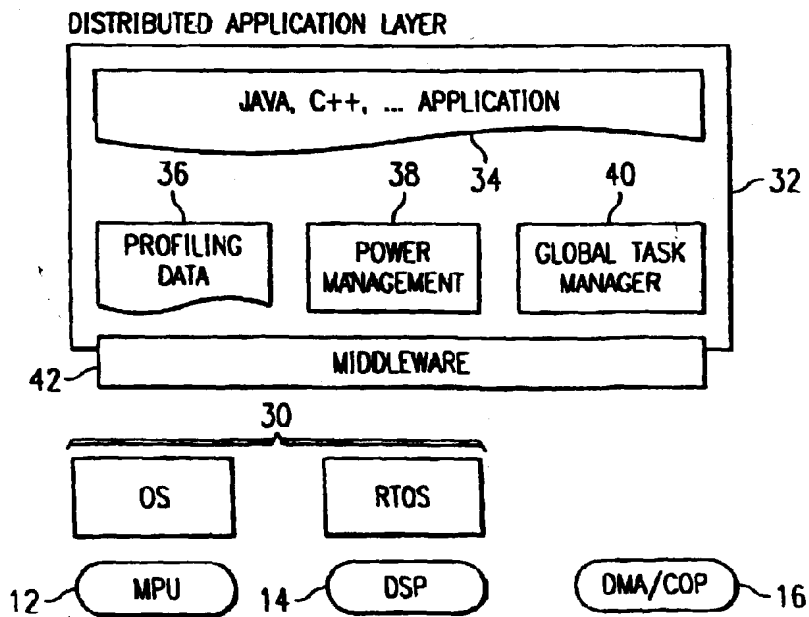 DISTRIBUTED APPLICATION LAYER
JAVA, C++, ... APPLICATION
34
32
36
38
40
PROFILING
DATA
POWER
MANAGEMENT
GLOBAL TASK
MANAGER
MIDDLEWARE
42
30
OS
RTOS
12
MPU
14
DSP
DMA/COP
16